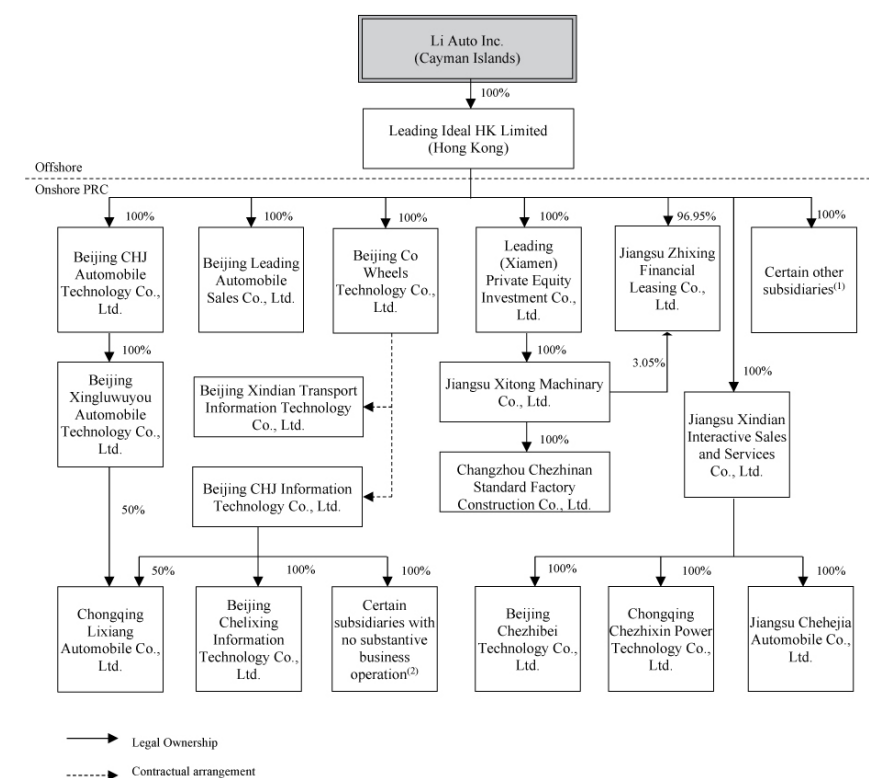 Li Auto Inc.
(Cayman Islands)
100%
Leading Ideal HK Limited
(Hong Kong)
Offshore
Onshore PRC
100%
100%
100%
100%
96.95%
100%
Beijing CHJ
Automobile
Technology Co.,
Ltd.
Beijing Leading
Automobile
Sales Co., Ltd.
Beijing Co
Wheels
Technology Co.,
Ltd.
Leading
(Xiamen)
Private Equity
Investment Co.,
Ltd.
Jiangsu Zhixing
Financial
Leasing Co.,
Ltd.
Certain other
subsidiaries(1)
100%
100%
3.05%
100%
Beijing
Xingluwuyou
Automobile
Technology Co.,
Ltd.
Beijing Xindian Transport
Information Technology
Co., Ltd.
Jiangsu Xitong Machinary
Co., Ltd.
Jiangsu Xindian
Interactive Sales
and Services
Co., Ltd.
100%
Changzhou Chezhinan
Standard Factory
Construction Co., Ltd.
Beijing CHJ Information
Technology Co., Ltd.
50%
50%
100%
100%
100%
100%
100%
Chongqing
Lixiang
Automobile Co.,
Ltd.
Beijing
Chelixing
Information
Technology Co.,
Ltd.
Certain
subsidiaries with
no substantive
business
operation(2)
Beijing
Chezhibei
Technology Co.,
Ltd.
Chongqing
Chezhixin Power
Technology Co.,
Ltd.
Jiangsu Chehejia
Automobile Co.,
Ltd.
Legal Ownership
Contractual arrangement